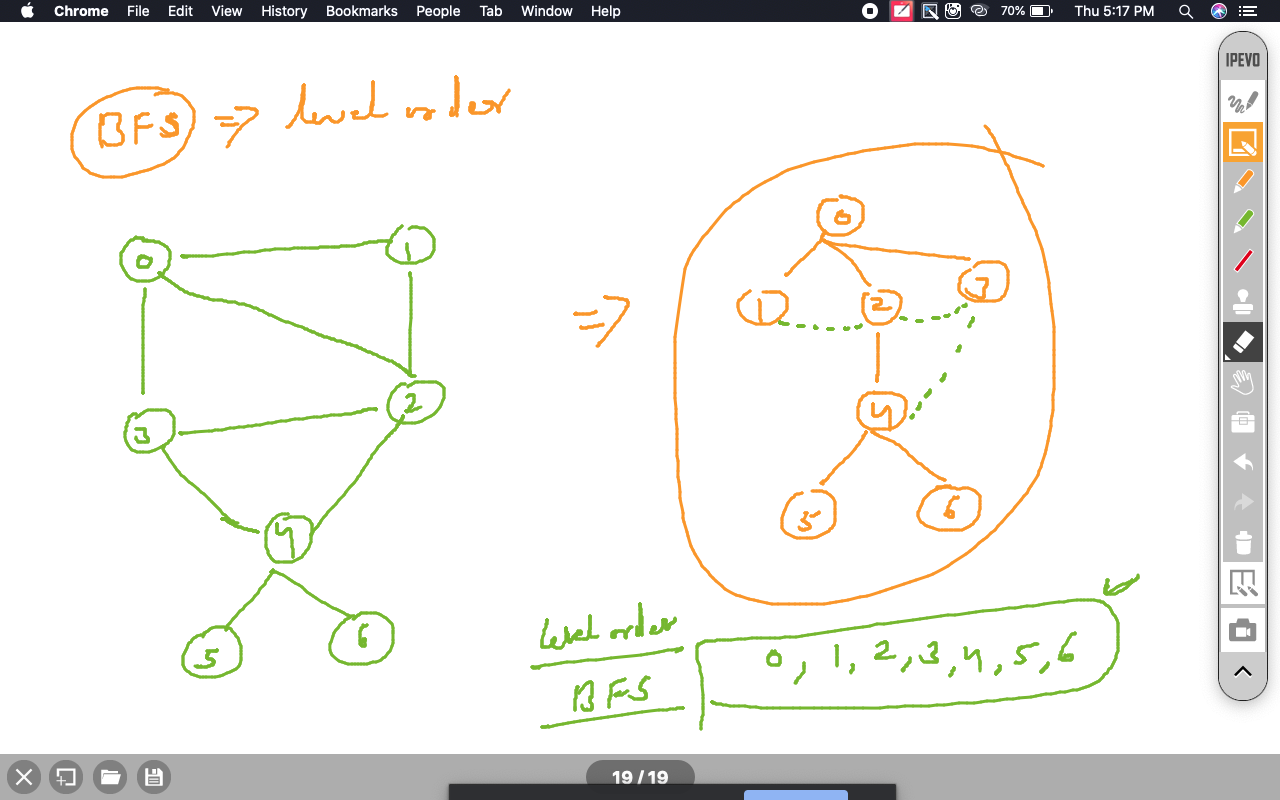 Chrome File Edit View History Bookmarks People Tab Window Help 70% Thu 5:17 PM
IPEVO
BFS => level order
0 1
3 2
4
5 6
=>
0
1 2 3
4
5 6
level order
BFS
0, 1, 2, 3, 4, 5, 6
19 / 19